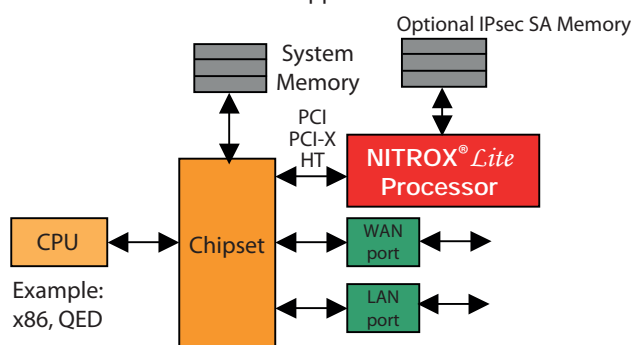 Optional IPsec SA Memory
System
Memory
PCI
PCI-X
HT
NITROX® Lite
Processor
CPU
Chipset
WAN
port
Example:
x86, QED
LAN
port